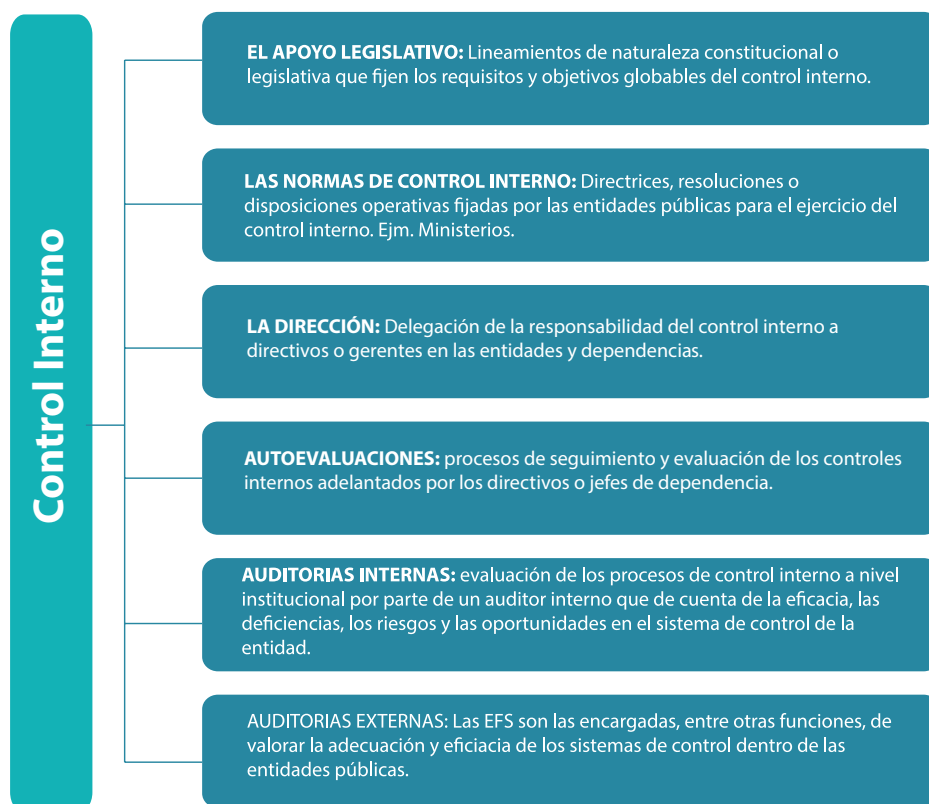 Control Interno
EL APOYO LEGISLATIVO: Lineamientos de naturaleza constitucional o
legislativa que fijen los requisitos y objetivos globables del control interno.
LAS NORMAS DE CONTROL INTERNO: Directrices, resoluciones o
disposiciones operativas fijadas por las entidades públicas para el ejercicio del
control interno. Ejm. Ministerios.
LA DIRECCIÓN: Delegación de la responsabilidad del control interno a
directivos o gerentes en las entidades y dependencias.
AUTOEVALUACIONES: procesos de seguimiento y evaluación de los controles
internos adelantados por los directivos o jefes de dependencia.
AUDITORIAS INTERNAS: evaluación de los procesos de control interno a nivel
institucional por parte de un auditor interno que de cuenta de la eficacia, las
deficiencias, los riesgos y las oportunidades en el sistema de control de la
entidad.
AUDITORIAS EXTERNAS: Las EFS son las encargadas, entre otras funciones, de
valorar la adecuación y eficiacia de los sistemas de control dentro de las
entidades públicas.